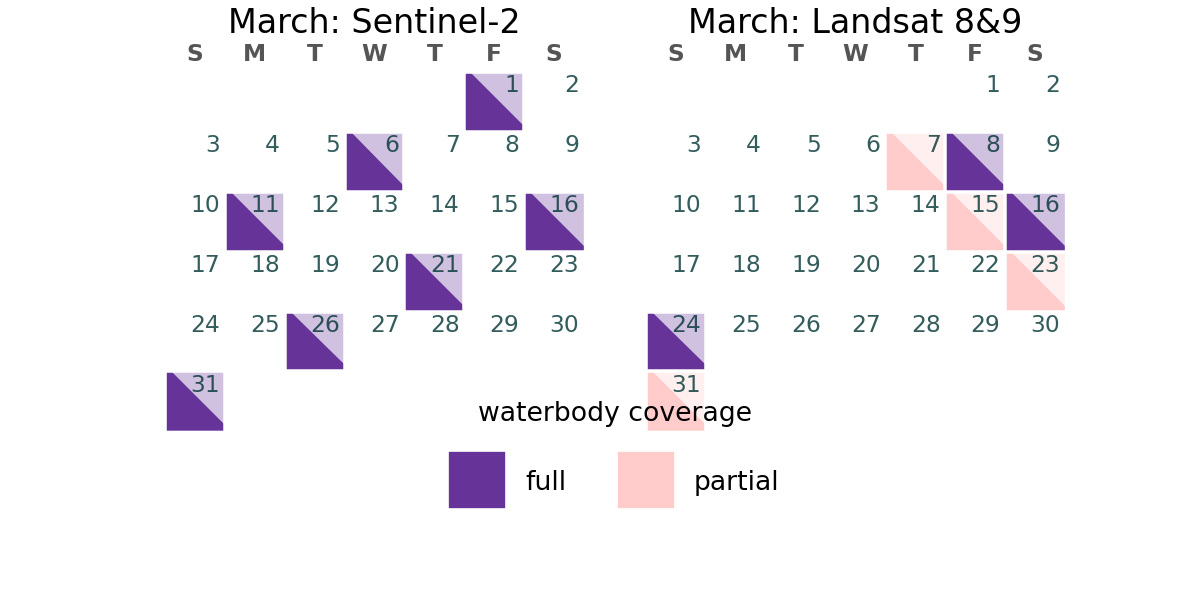 March: Sentinel-2
S M T W T F S
1 2
3 4 5 6 7 8 9
10 11 12 13 14 15 16
17 18 19 20 21 22 23
24 25 26 27 28 29 30
31
March: Landsat 8&9
S M T W T F S
1 2
3 4 5 6 7 8 9
10 11 12 13 14 15 16
17 18 19 20 21 22 23
24 25 26 27 28 29 30
31
waterbody coverage
full partial